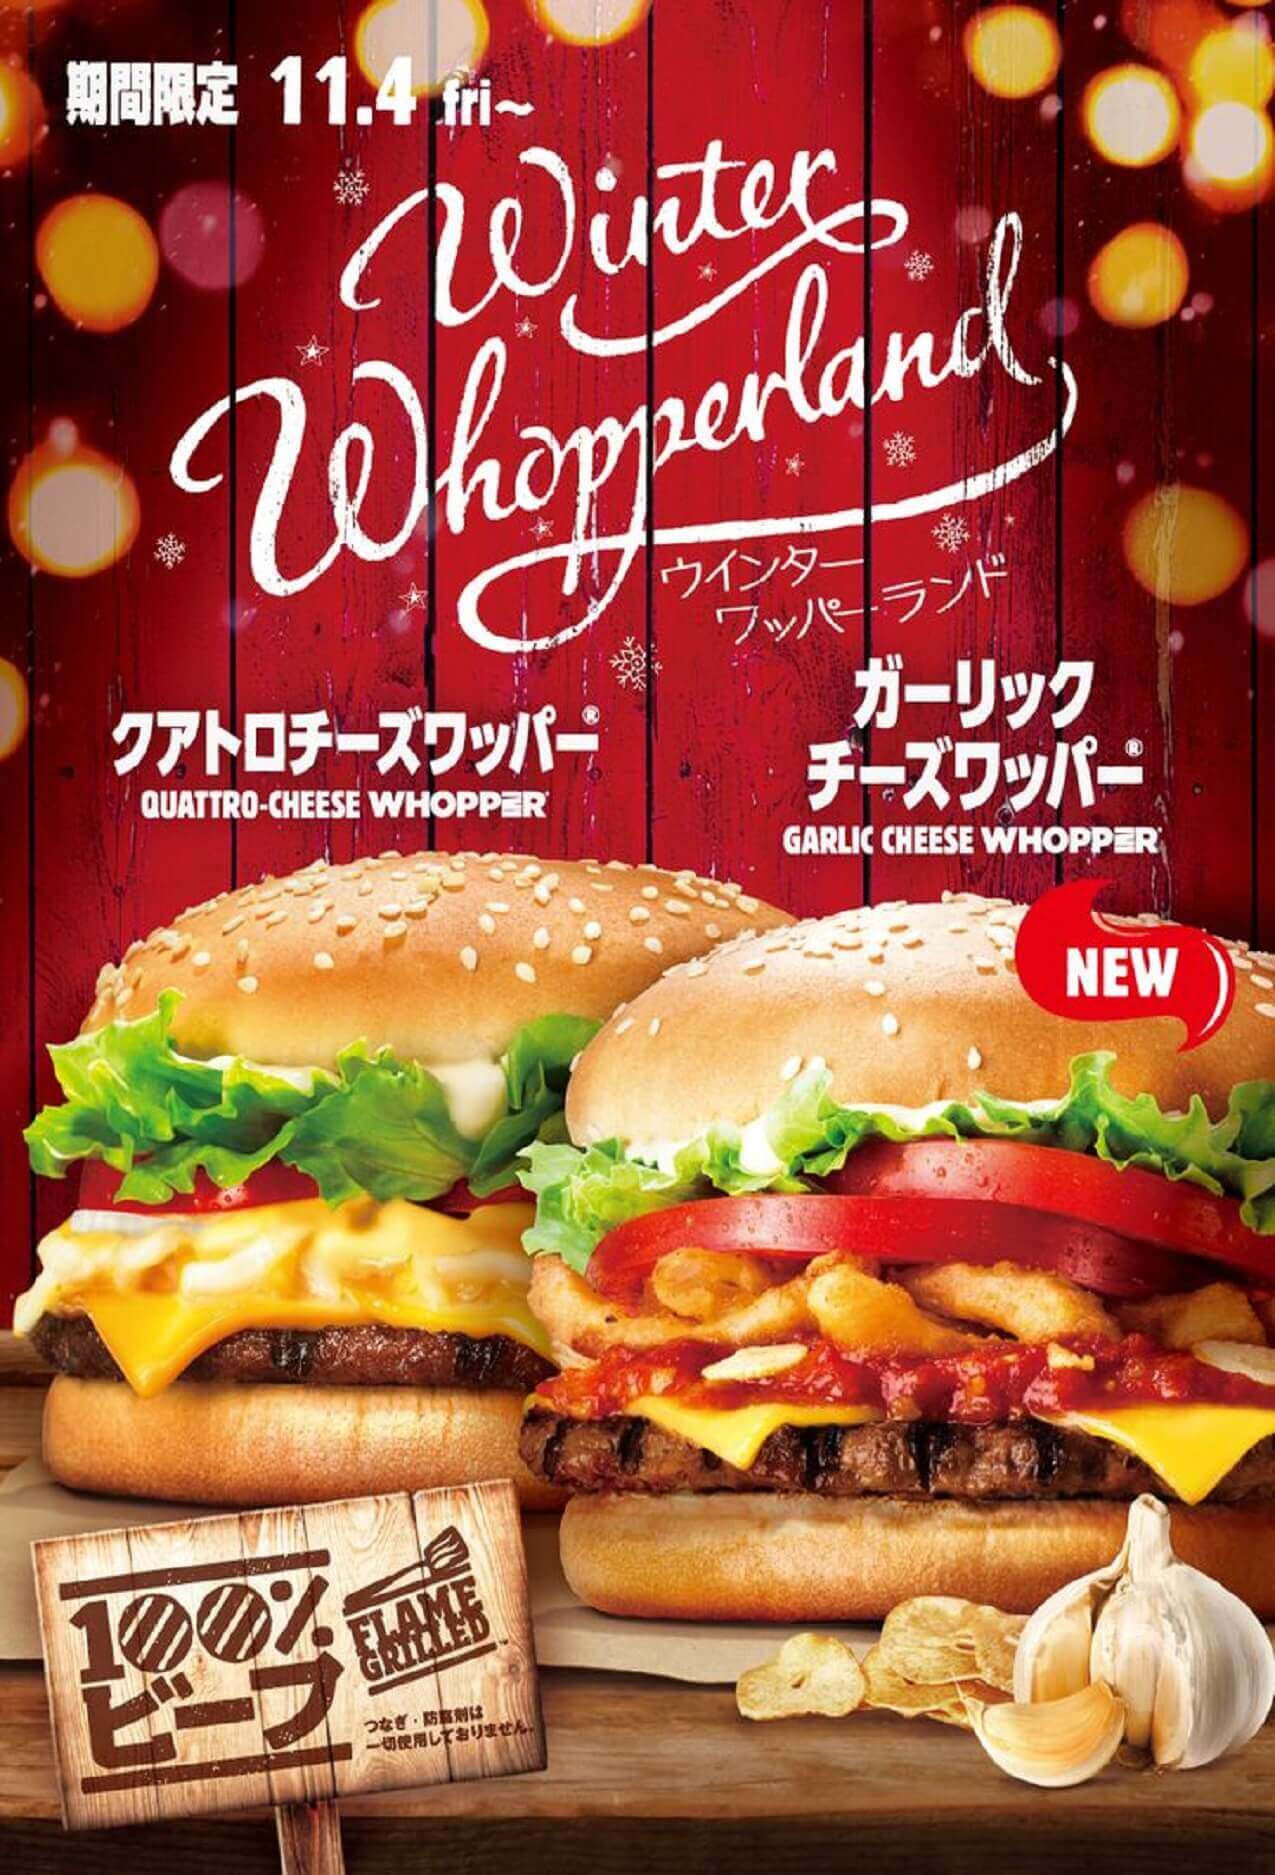 期間限定 11.4 fri~
Winter
Whopperland
ウインター
ワッパーランド
クアトロチーズワッパー®
QUATTRO-CHEESE WHOPPER
ガーリック
チーズワッパー®
GARLIC CHEESE WHOPPER
NEW
100%
ビーフ
FLAME
GRILLED™
つなぎ・防腐剤は
一切使用しておりません。